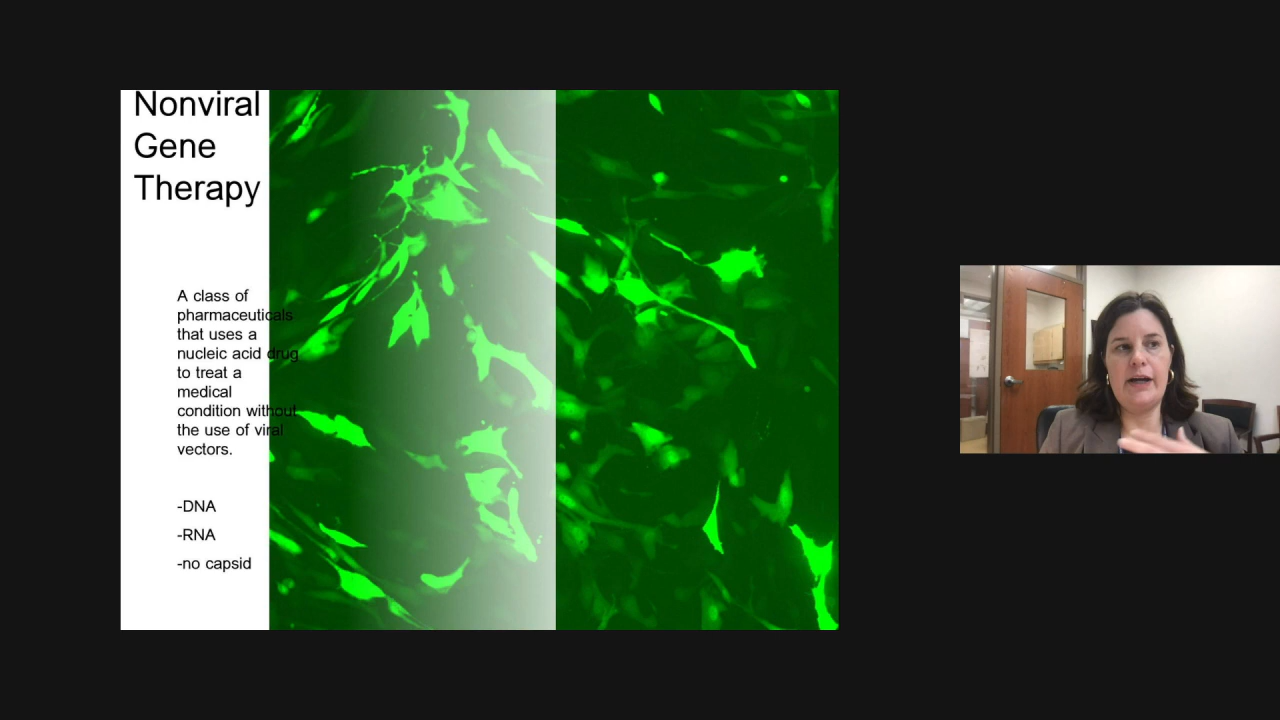 Nonviral
Gene
Therapy
A class of
pharmaceuticals
that uses a
nucleic acid drug
to treat a
medical
condition without
the use of viral
vectors.
-DNA
-RNA
-no capsid